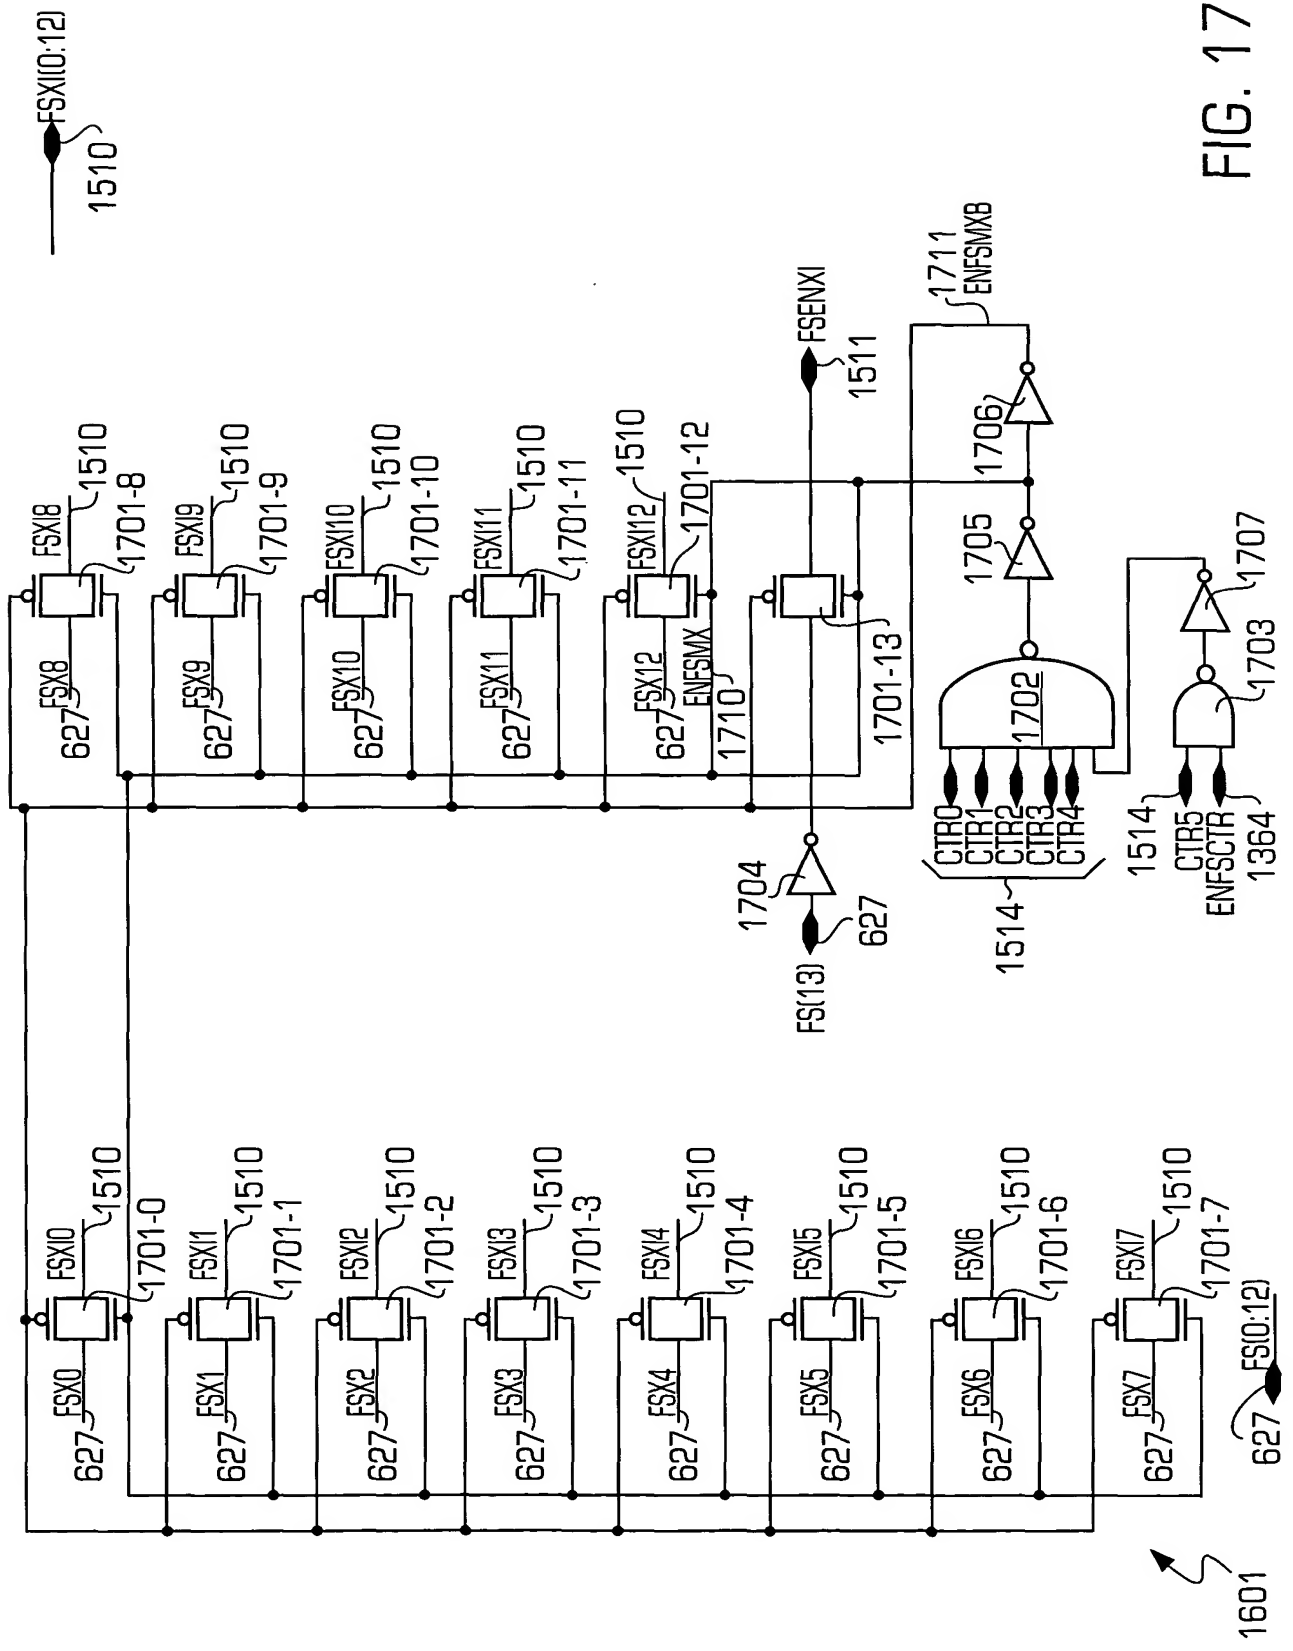 FSXI(0:12)
1510
FSX0
627
FSXI0
1510
1701-0
FSX1
627
FSXI1
1510
1701-1
FSX2
627
FSXI2
1510
1701-2
FSX3
627
FSXI3
1510
1701-3
FSX4
627
FSXI4
1510
1701-4
FSX5
627
FSXI5
1510
1701-5
FSX6
627
FSXI6
1510
1701-6
FSX7
627
FSXI7
1510
1701-7
627
FS(0:12)
1601
FSX8
627
FSXI8
1510
1701-8
FSX9
627
FSXI9
1510
1701-9
FSX10
627
FSXI10
1510
1701-10
FSX11
627
FSXI11
1510
1701-11
FSX12
627
FSXI12
1510
1701-12
ENFSMX
1710
FS(13)
627
1704
1701-13
FSENXI
1511
1711
ENFSMXB
CTR0
CTR1
CTR2
CTR3
CTR4
1514
1702
1705
1706
1514
CTR5
ENFSCTR
1364
1703
1707
FIG. 17